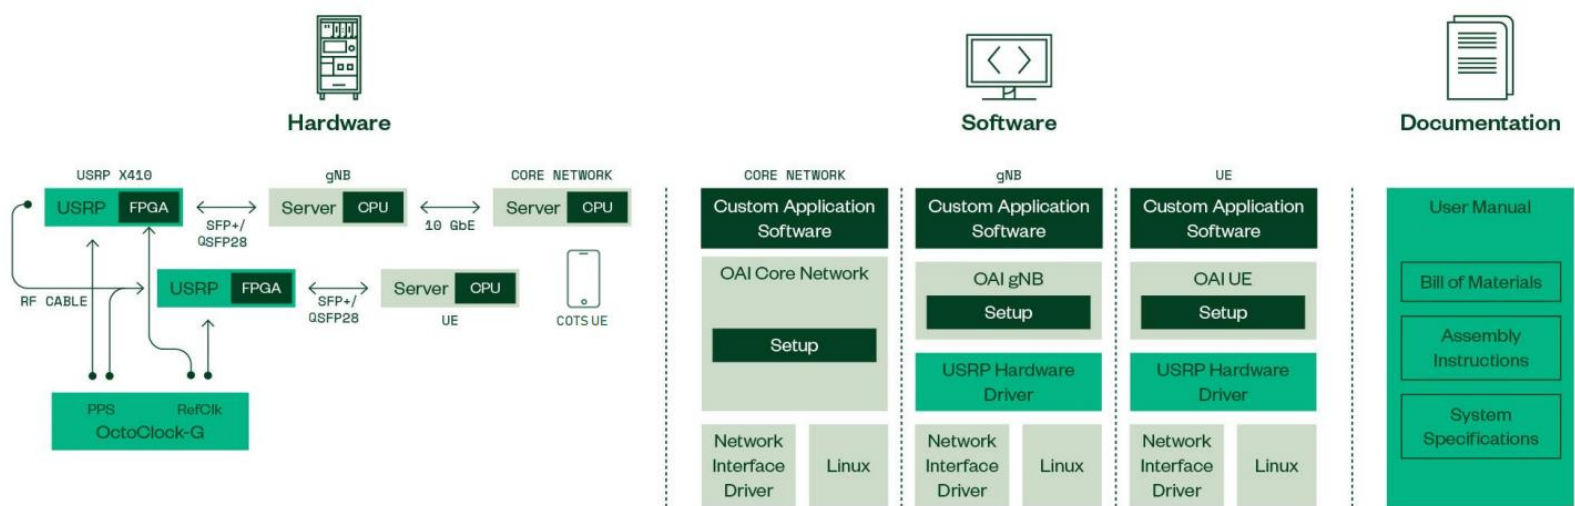 Hardware
USRP X410
USRP
FPGA
SFP+/
QSFP28
gNB
Server
CPU
10 GbE
CORE NETWORK
Server
CPU
RF CABLE
USRP
FPGA
SFP+/
QSFP28
Server
CPU
UE
COTS UE
PPS
RefClk
OctoClock-G
Software
CORE NETWORK
Custom Application
Software
OAI Core Network
Setup
Network
Interface
Driver
Linux
gNB
Custom Application
Software
OAI gNB
Setup
USRP Hardware
Driver
Network
Interface
Driver
Linux
UE
Custom Application
Software
OAI UE
Setup
USRP Hardware
Driver
Network
Interface
Driver
Linux
Documentation
User Manual
Bill of Materials
Assembly
Instructions
System
Specifications